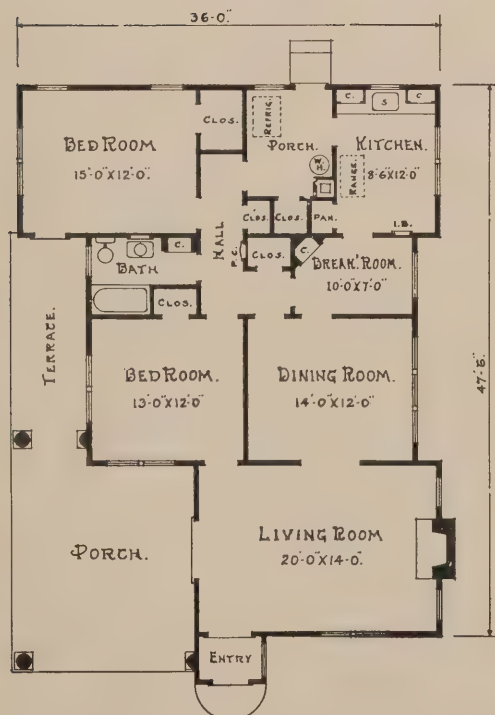 36'-0."
BED ROOM
15'-0"X12'-0".
CLOS.
REFRIG.
PORCH.
W.
H.
C.
S
C.
KITCHEN.
8'-6"X12'-0"
RANGE.
HALL
CLOS.
CLOS.
PAN.
I.B.
BATH
C.
P.C.
CLOS.
C.
BREAK. ROOM.
10'-0"X7'-0"
CLOS.
TERRACE.
BED ROOM.
13'-0"X12'-0"
DINING ROOM.
14'-0"X12'-0"
PORCH.
LIVING ROOM
20'-0"X14'-0".
ENTRY